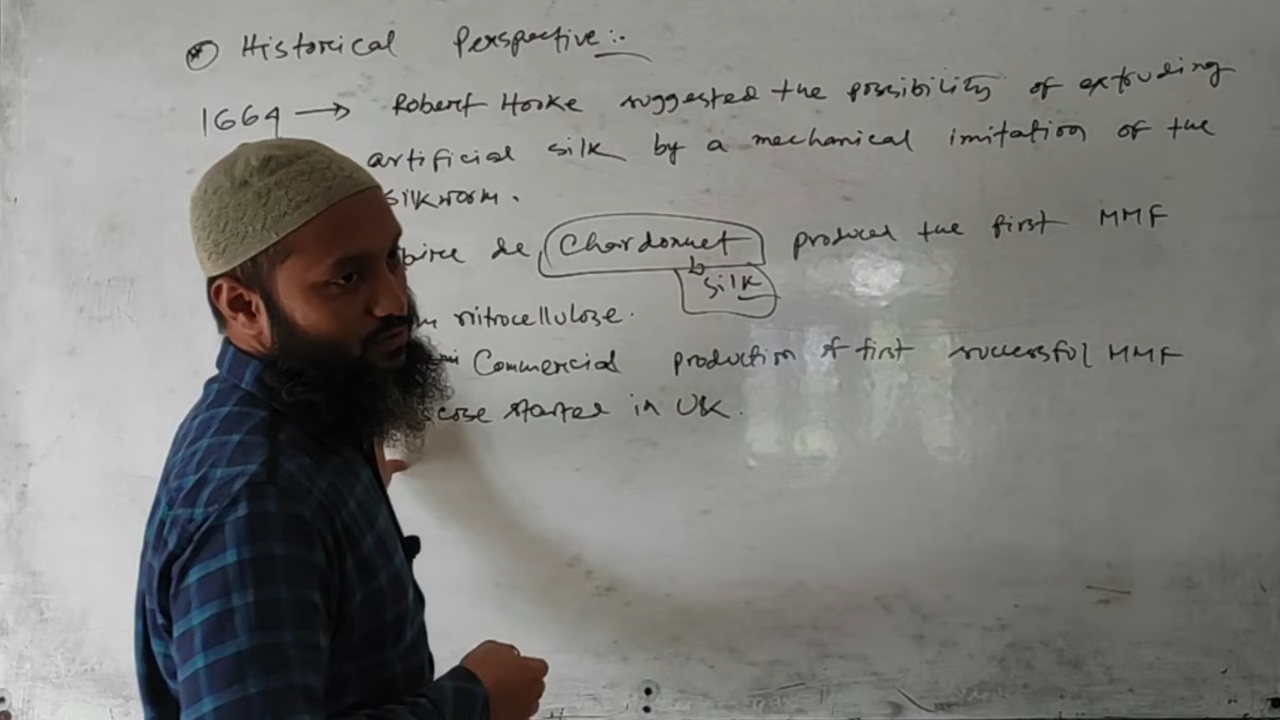 Historical Perspective :-
1664 → Robert Hooke suggested the possibility of extruding
artificial silk by a mechanical imitation of the
silkworm.
de Chardonnet produced the first MMF
silk
nitrocellulose.
Commercial production of first successful MMF
started in UK.